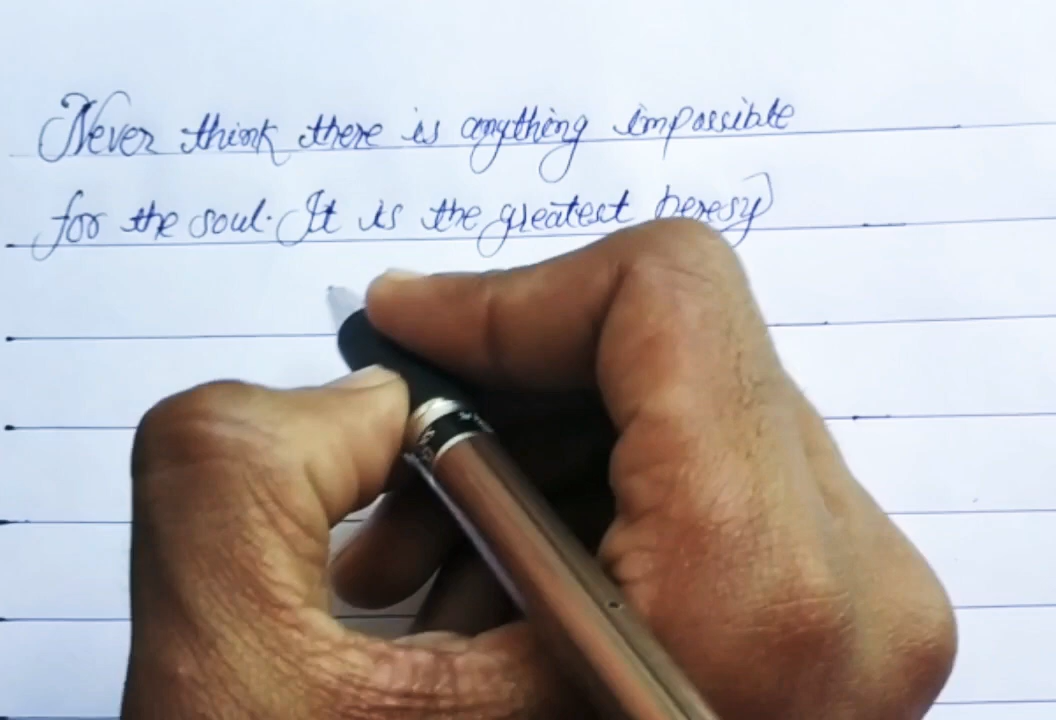 Never think there is anything impossible
for the soul. It is the greatest heresy